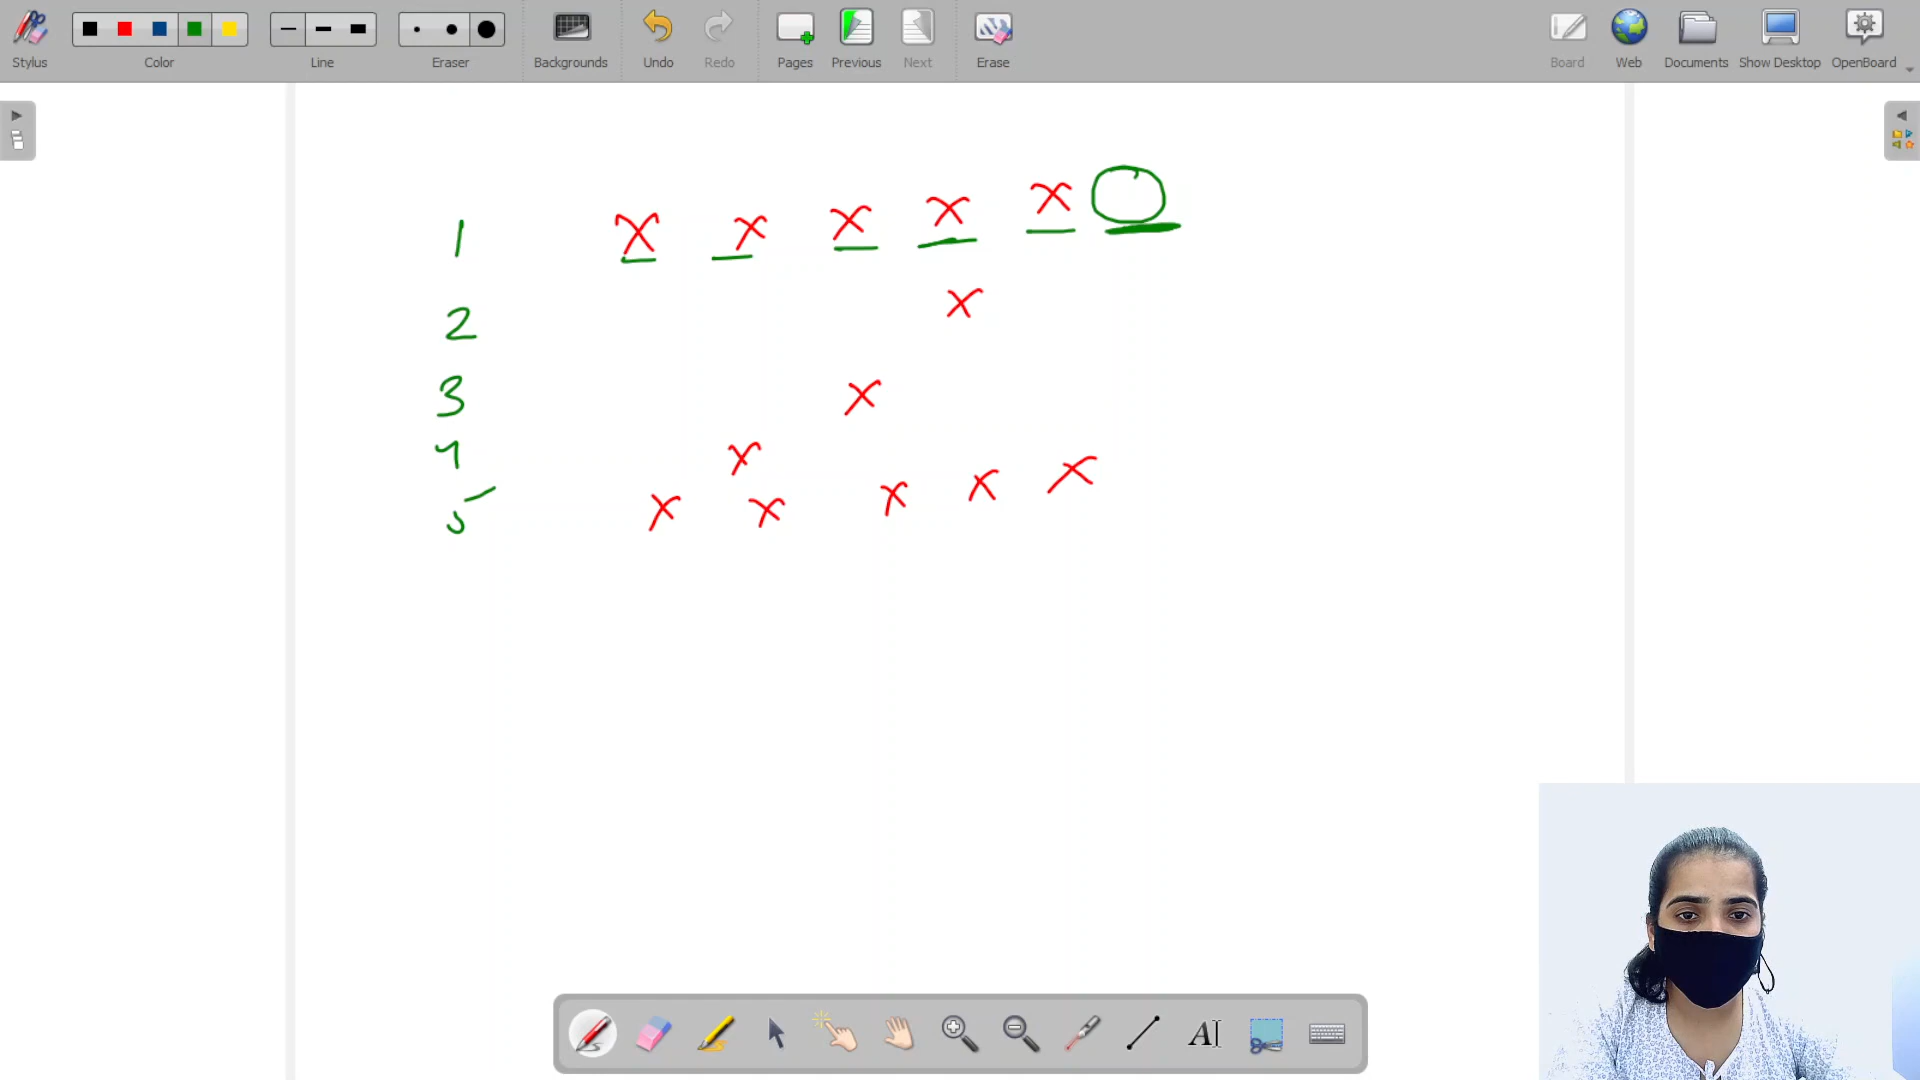 Stylus Color Line Eraser Backgrounds Undo Redo Pages Previous Next Erase Board Web Documents Show Desktop OpenBoard
1 X X X X X
2 X
3 X
4 X
5 X X X X X
A